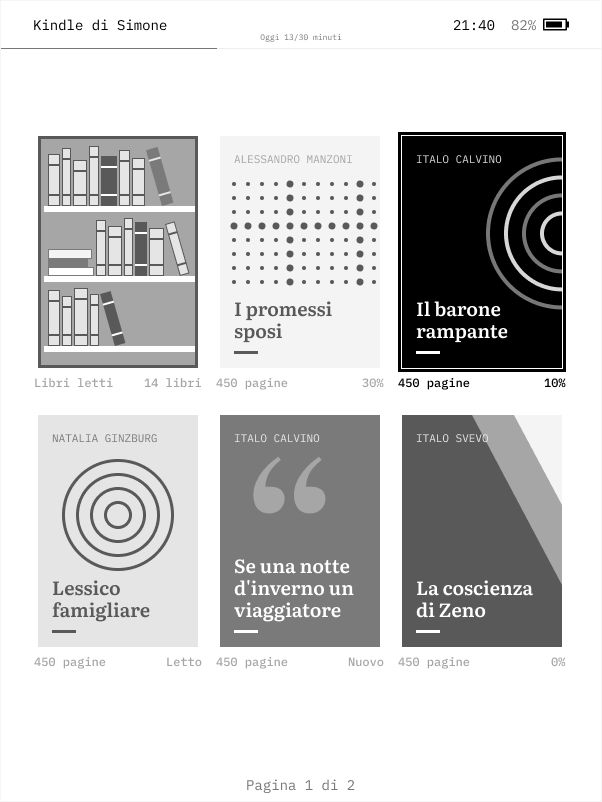 Kindle di Simone
Oggi 13/30 minuti
21:40 82%
ALESSANDRO MANZONI
I promessi
sposi
ITALO CALVINO
Il barone
rampante
Libri letti 14 libri
450 pagine 30%
450 pagine 10%
NATALIA GINZBURG
Lessico
famigliare
ITALO CALVINO
Se una notte
d'inverno un
viaggiatore
ITALO SVEVO
La coscienza
di Zeno
450 pagine Letto
450 pagine Nuovo
450 pagine 0%
Pagina 1 di 2